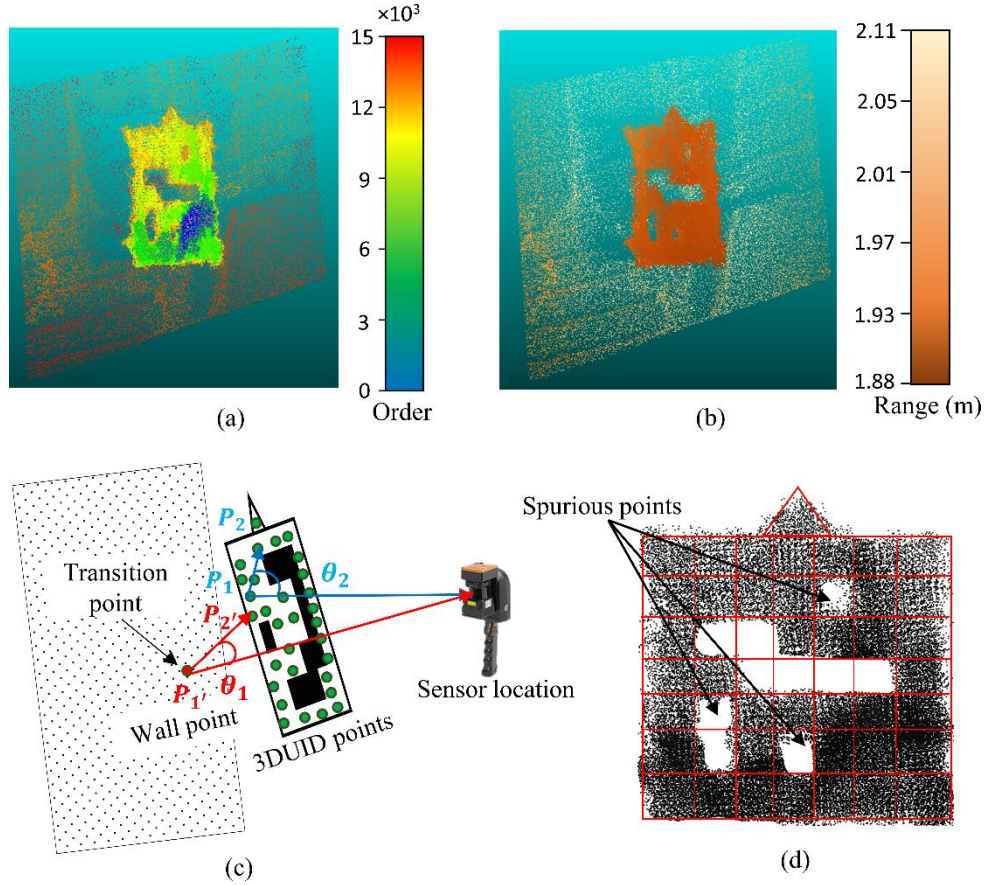 ×10³
15
12
9
6
3
0
Order
(a)
2.11
2.05
2.01
1.97
1.93
1.88
Range (m)
(b)
Transition
point
P₂
P₁
θ₂
P₂′
P₁′
θ₁
Wall point
3DUID points
Sensor location
(c)
Spurious points
(d)